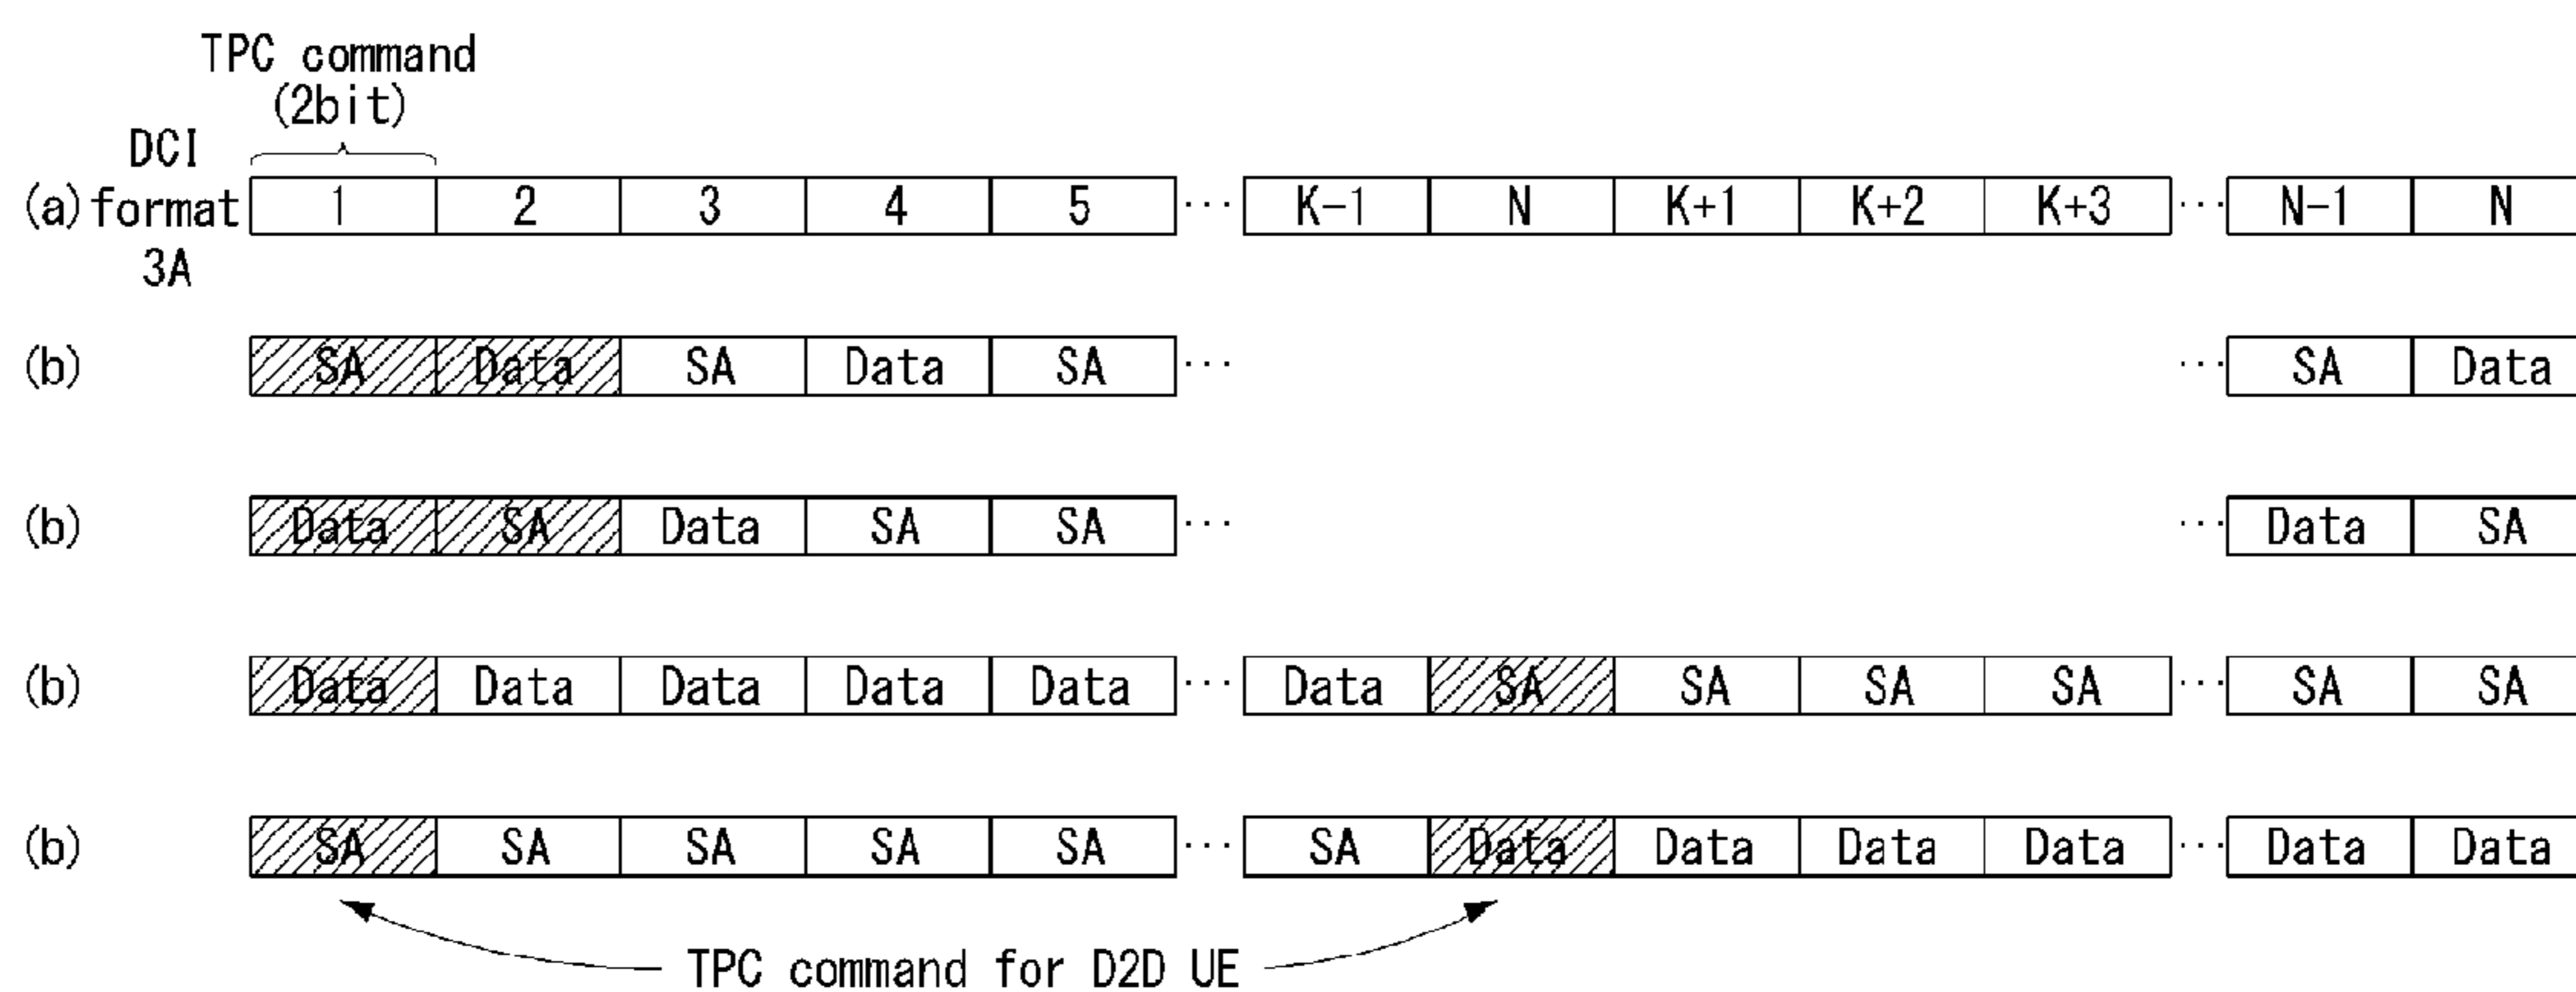 TPC command
(2bit)
DCI
(a) format 1 2 3 4 5 ··· K-1 N K+1 K+2 K+3 ··· N-1 N
3A
(b) SA Data SA Data SA ··· ··· SA Data
(b) Data SA Data SA SA ··· ··· Data SA
(b) Data Data Data Data Data ··· Data SA SA SA SA ··· SA SA
(b) SA SA SA SA SA ··· SA Data Data Data Data ··· Data Data
TPC command for D2D UE